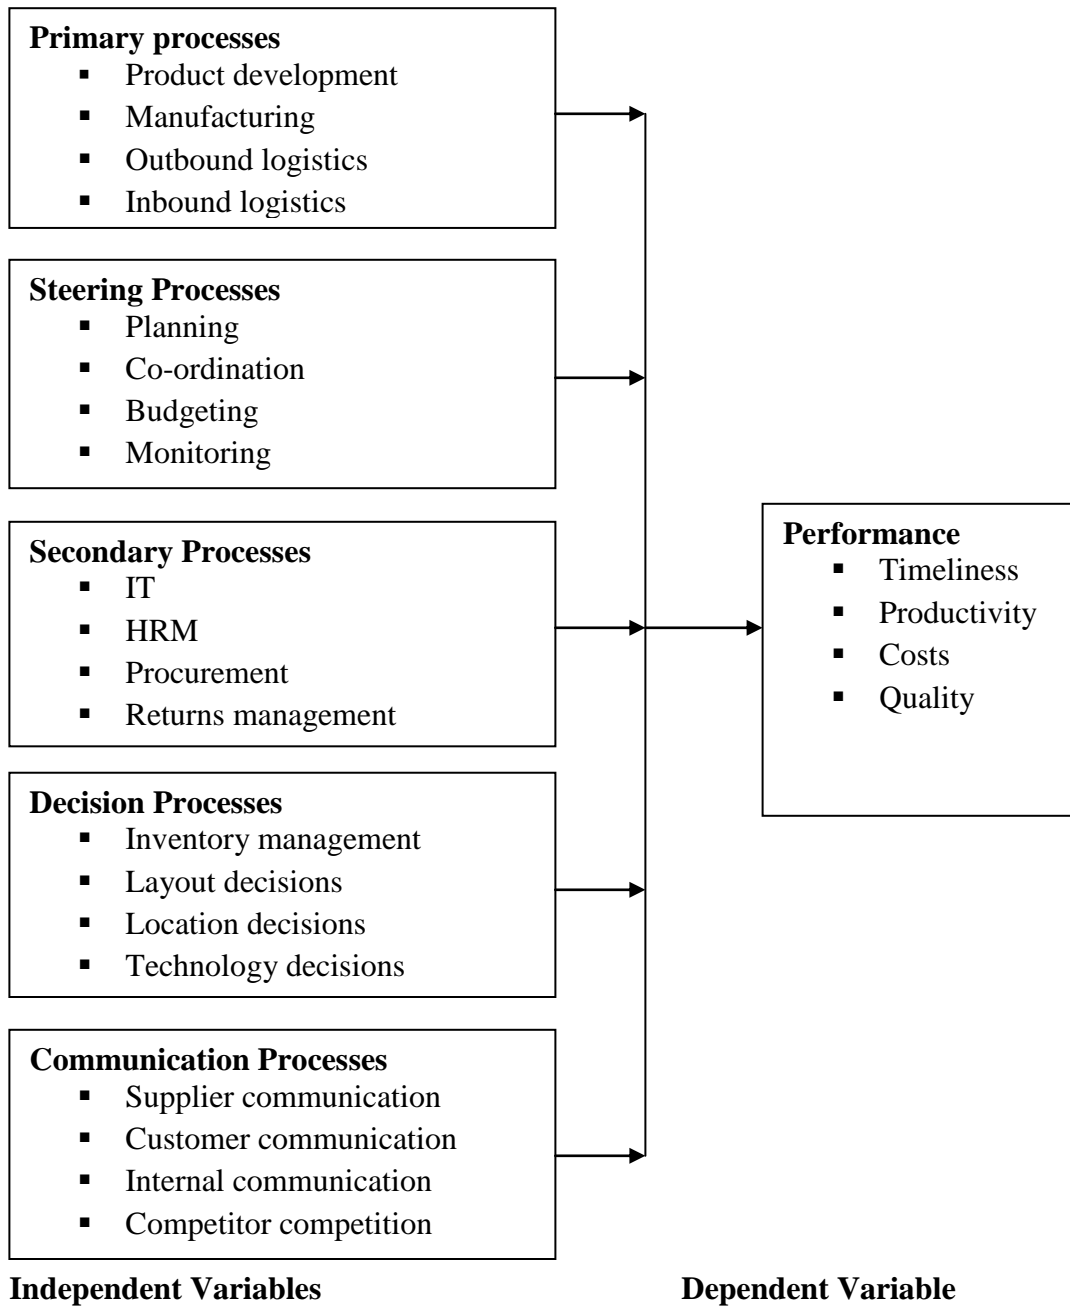 Primary processes
▪ Product development
▪ Manufacturing
▪ Outbound logistics
▪ Inbound logistics
Steering Processes
▪ Planning
▪ Co-ordination
▪ Budgeting
▪ Monitoring
Secondary Processes
▪ IT
▪ HRM
▪ Procurement
▪ Returns management
Decision Processes
▪ Inventory management
▪ Layout decisions
▪ Location decisions
▪ Technology decisions
Communication Processes
▪ Supplier communication
▪ Customer communication
▪ Internal communication
▪ Competitor competition
Independent Variables
Performance
▪ Timeliness
▪ Productivity
▪ Costs
▪ Quality
Dependent Variable